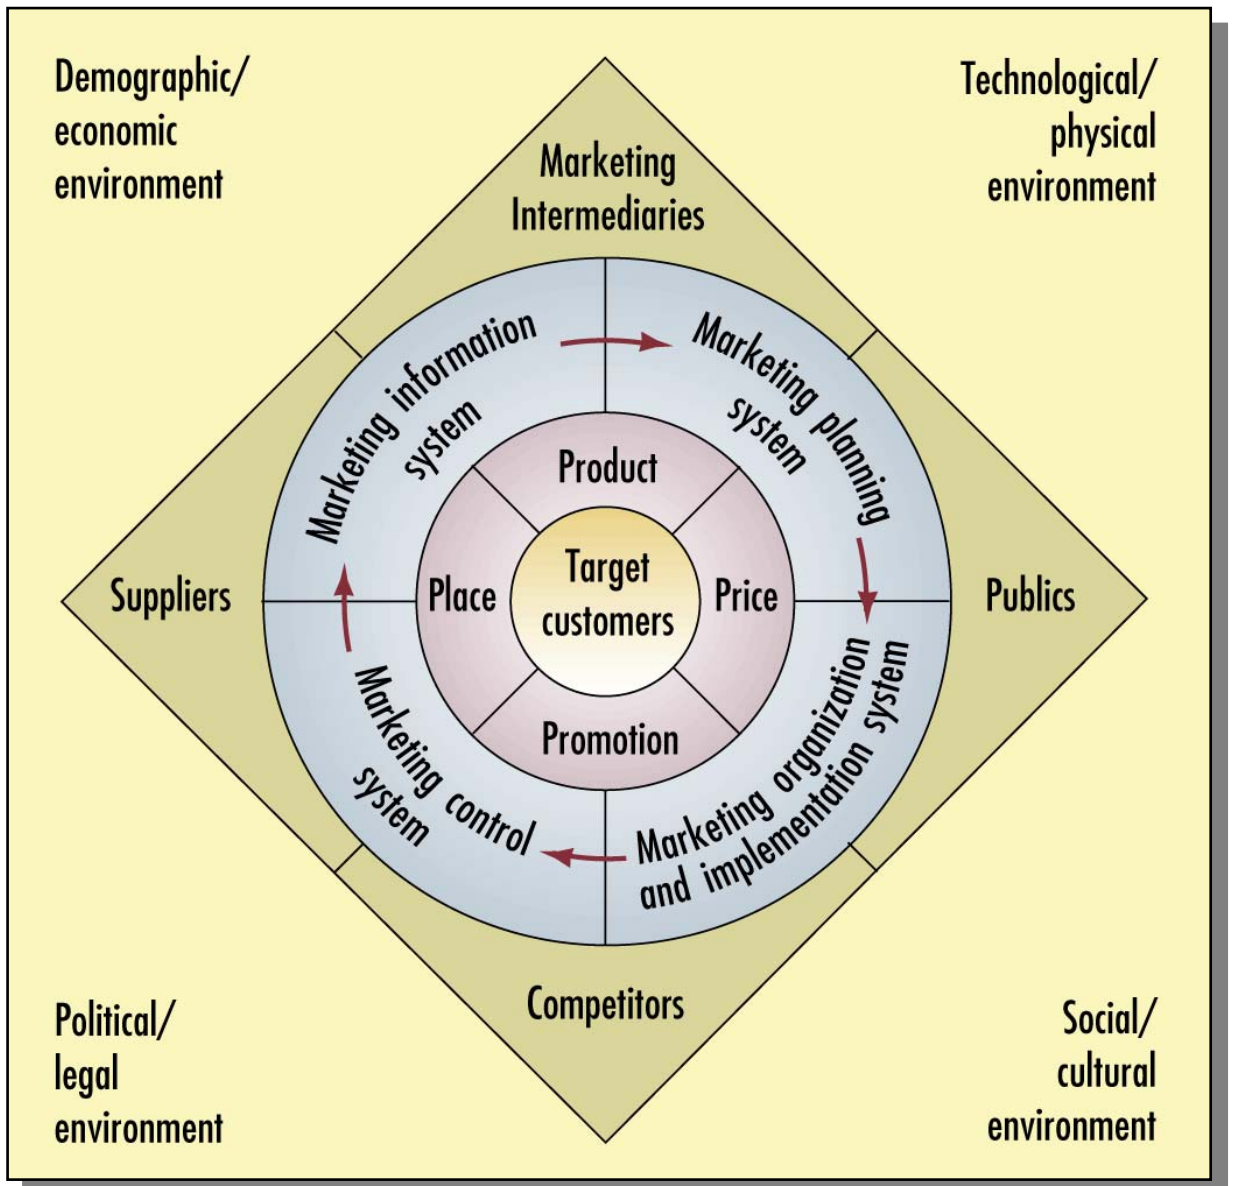 Demographic/
economic
environment
Technological/
physical
environment
Marketing
Intermediaries
Marketing information
system
Marketing planning
system
Product
Target
customers
Place
Price
Promotion
Suppliers
Publics
Marketing control
system
Marketing organization
and implementation system
Competitors
Political/
legal
environment
Social/
cultural
environment